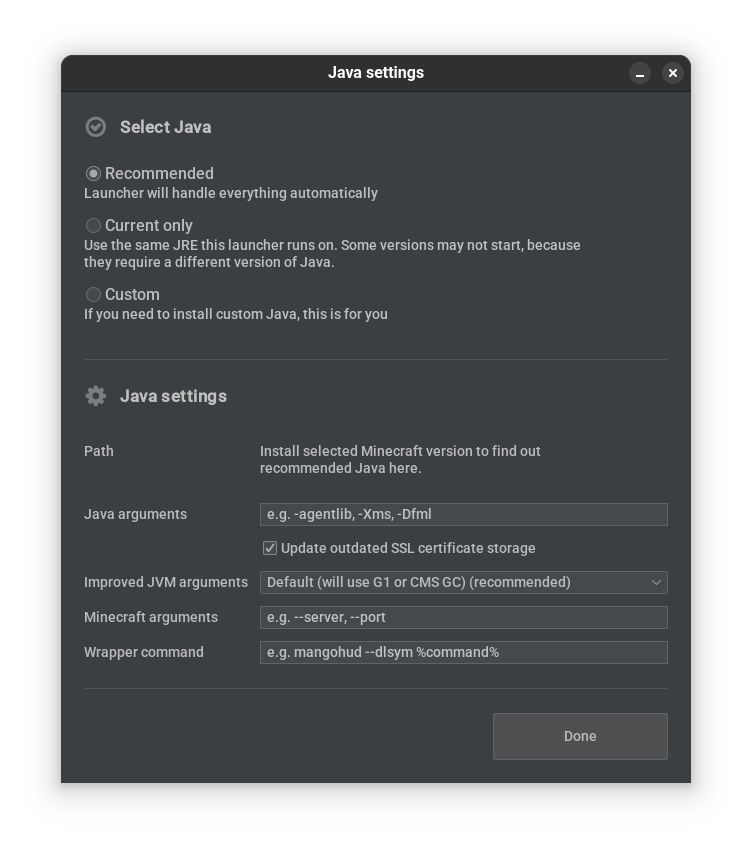 Java settings
Select Java
Recommended
Launcher will handle everything automatically
Current only
Use the same JRE this launcher runs on. Some versions may not start, because
they require a different version of Java.
Custom
If you need to install custom Java, this is for you
Java settings
Path
Install selected Minecraft version to find out
recommended Java here.
Java arguments
e.g. -agentlib, -Xms, -Dfml
Update outdated SSL certificate storage
Improved JVM arguments
Default (will use G1 or CMS GC) (recommended)
Minecraft arguments
e.g. --server, --port
Wrapper command
e.g. mangohud --dlsym %command%
Done